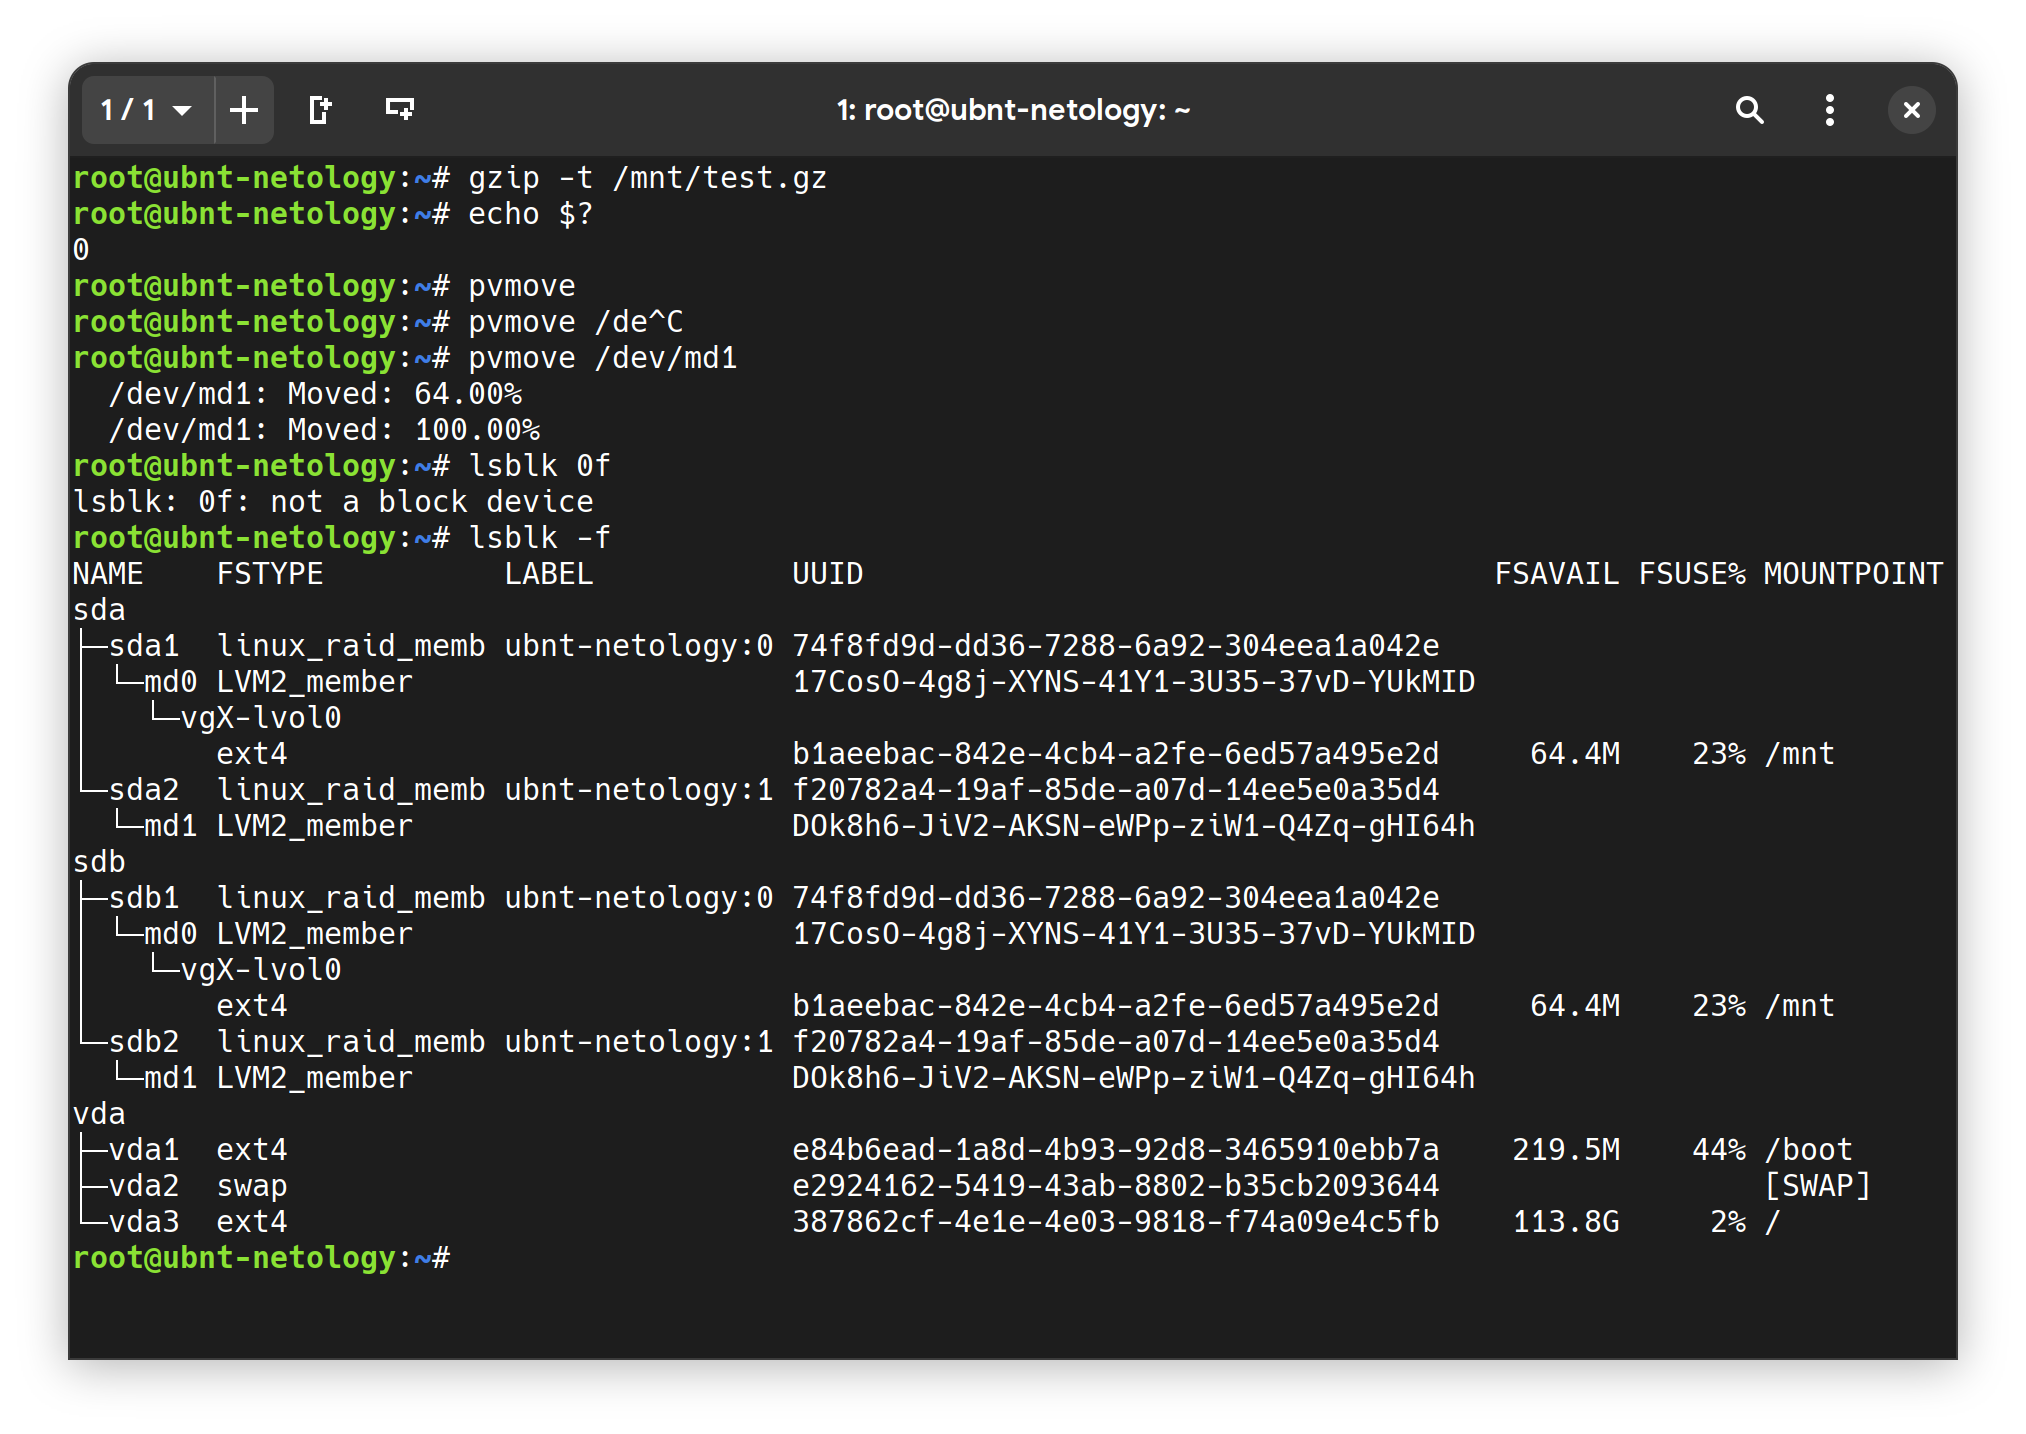 1 / 1
1: root@ubnt-netology: ~
root@ubnt-netology:~# gzip -t /mnt/test.gz
root@ubnt-netology:~# echo $?
0
root@ubnt-netology:~# pvmove
root@ubnt-netology:~# pvmove /de^C
root@ubnt-netology:~# pvmove /dev/md1
  /dev/md1: Moved: 64.00%
  /dev/md1: Moved: 100.00%
root@ubnt-netology:~# lsblk 0f
lsblk: 0f: not a block device
root@ubnt-netology:~# lsblk -f
NAME    FSTYPE          LABEL           UUID                                   FSAVAIL FSUSE% MOUNTPOINT
sda
├─sda1  linux_raid_memb ubnt-netology:0 74f8fd9d-dd36-7288-6a92-304eea1a042e
│ └─md0 LVM2_member                     17CosO-4g8j-XYNS-41Y1-3U35-37vD-YUkMID
│   └─vgX-lvol0
│       ext4                            b1aeebac-842e-4cb4-a2fe-6ed57a495e2d     64.4M    23% /mnt
└─sda2  linux_raid_memb ubnt-netology:1 f20782a4-19af-85de-a07d-14ee5e0a35d4
  └─md1 LVM2_member                     DOk8h6-JiV2-AKSN-eWPp-ziW1-Q4Zq-gHI64h
sdb
├─sdb1  linux_raid_memb ubnt-netology:0 74f8fd9d-dd36-7288-6a92-304eea1a042e
│ └─md0 LVM2_member                     17CosO-4g8j-XYNS-41Y1-3U35-37vD-YUkMID
│   └─vgX-lvol0
│       ext4                            b1aeebac-842e-4cb4-a2fe-6ed57a495e2d     64.4M    23% /mnt
└─sdb2  linux_raid_memb ubnt-netology:1 f20782a4-19af-85de-a07d-14ee5e0a35d4
  └─md1 LVM2_member                     DOk8h6-JiV2-AKSN-eWPp-ziW1-Q4Zq-gHI64h
vda
├─vda1  ext4                            e84b6ead-1a8d-4b93-92d8-3465910ebb7a    219.5M    44% /boot
├─vda2  swap                            e2924162-5419-43ab-8802-b35cb2093644                  [SWAP]
└─vda3  ext4                            387862cf-4e1e-4e03-9818-f74a09e4c5fb    113.8G     2% /
root@ubnt-netology:~#